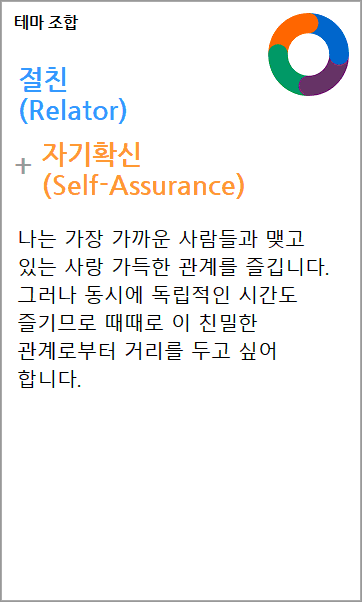 테마 조합
절친
(Relator)
+ 자기확신
(Self-Assurance)
나는 가장 가까운 사람들과 맺고
있는 사랑 가득한 관계를 즐깁니다.
그러나 동시에 독립적인 시간도
즐기므로 때때로 이 친밀한
관계로부터 거리를 두고 싶어
합니다.